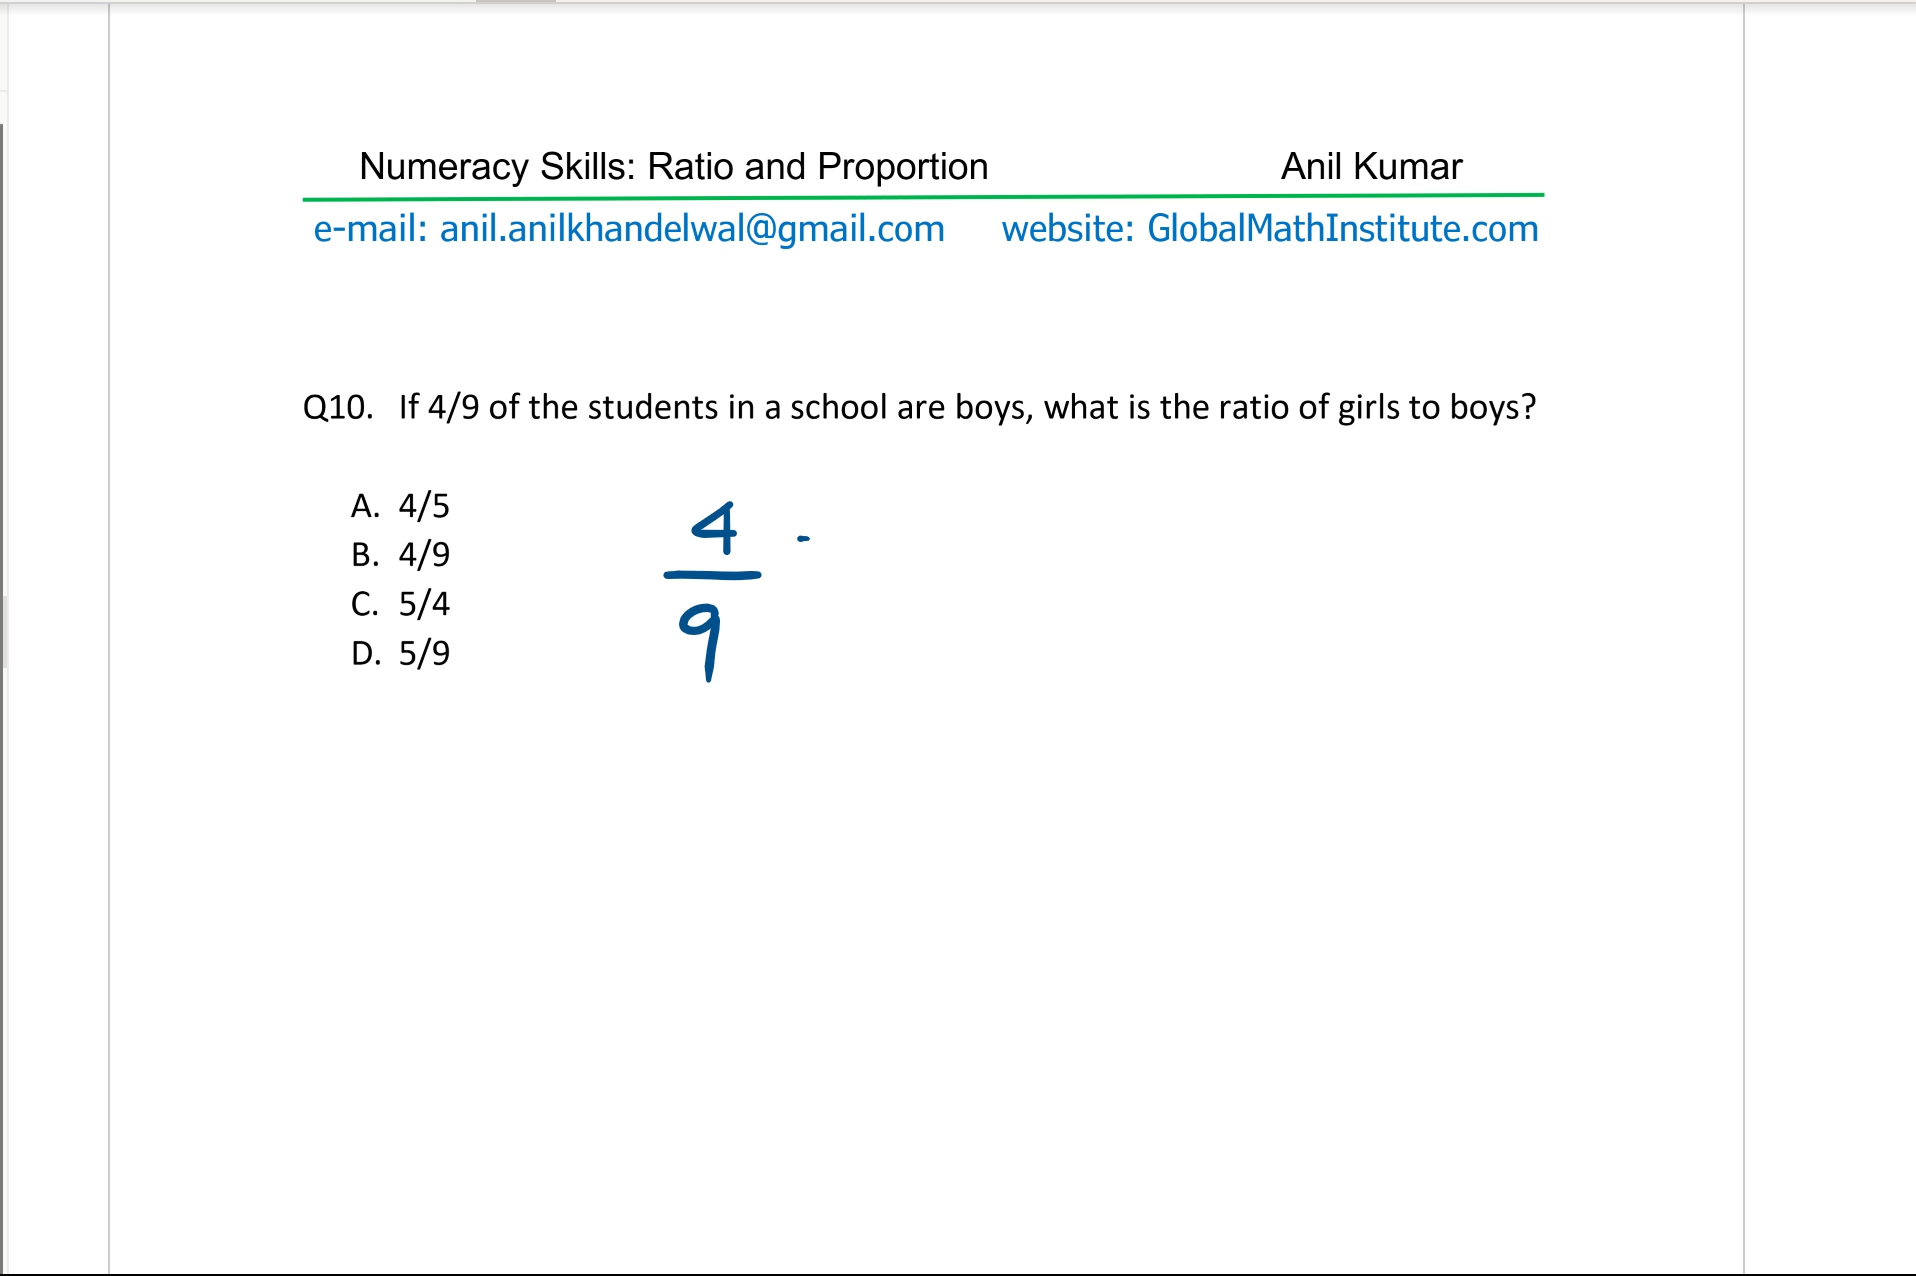 Numeracy Skills: Ratio and Proportion Anil Kumar
e-mail: anil.anilkhandelwal@gmail.com website: GlobalMathInstitute.com
Q10. If 4/9 of the students in a school are boys, what is the ratio of girls to boys?
A. 4/5
B. 4/9
C. 5/4
D. 5/9
4 -
9